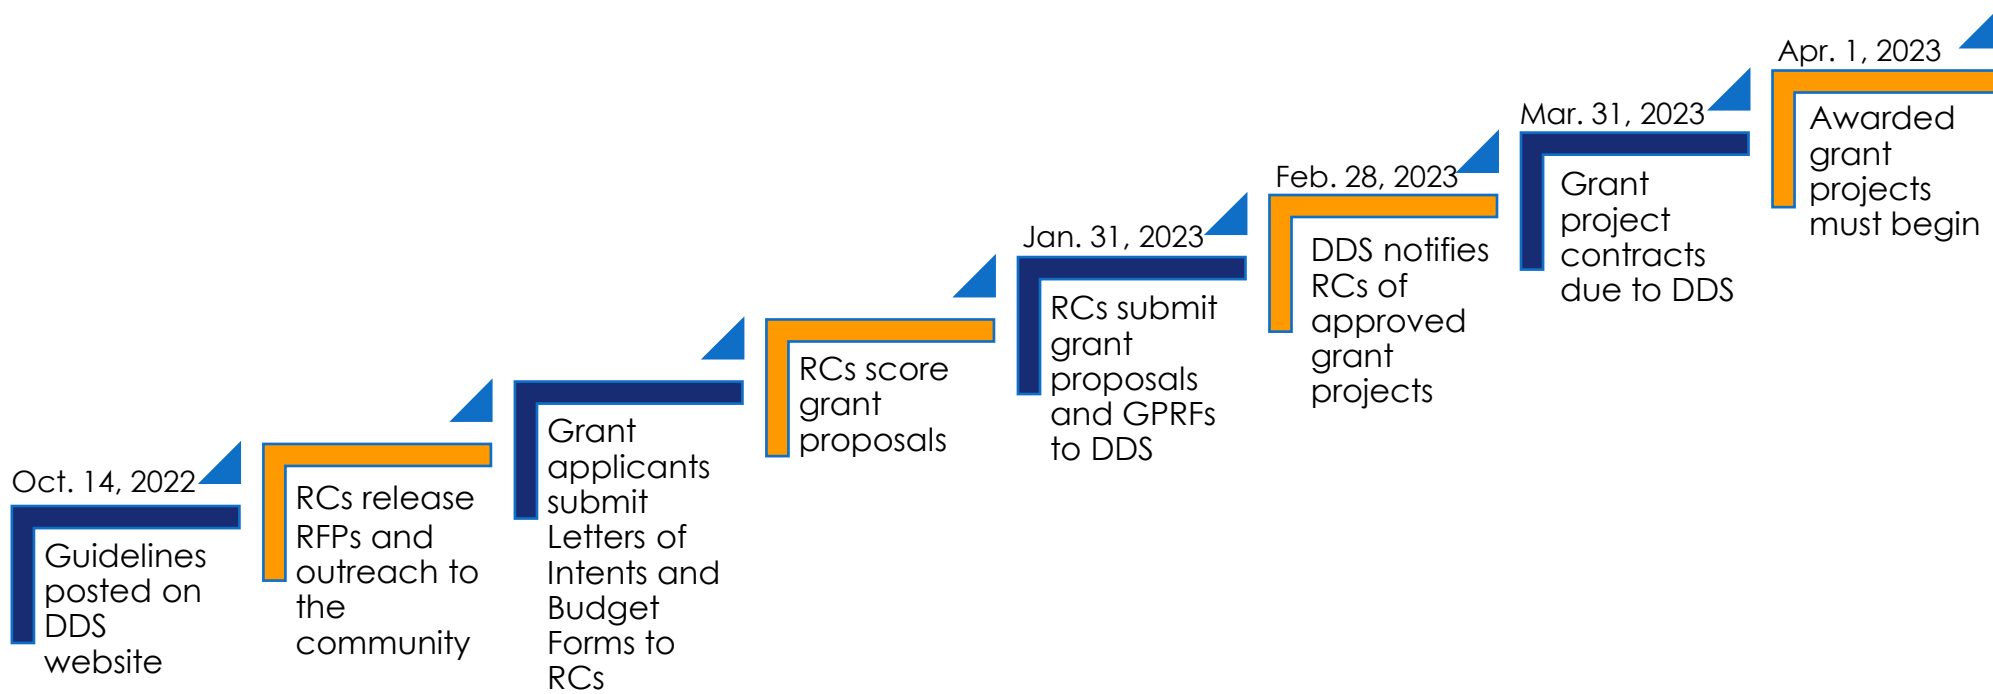 Oct. 14, 2022
Guidelines
posted on
DDS
website
RCs release
RFPs and
outreach to
the
community
Grant
applicants
submit
Letters of
Intents and
Budget
Forms to
RCs
RCs score
grant
proposals
Jan. 31, 2023
RCs submit
grant
proposals
and GPRFs
to DDS
Feb. 28, 2023
DDS notifies
RCs of
approved
grant
projects
Mar. 31, 2023
Grant
project
contracts
due to DDS
Apr. 1, 2023
Awarded
grant
projects
must begin